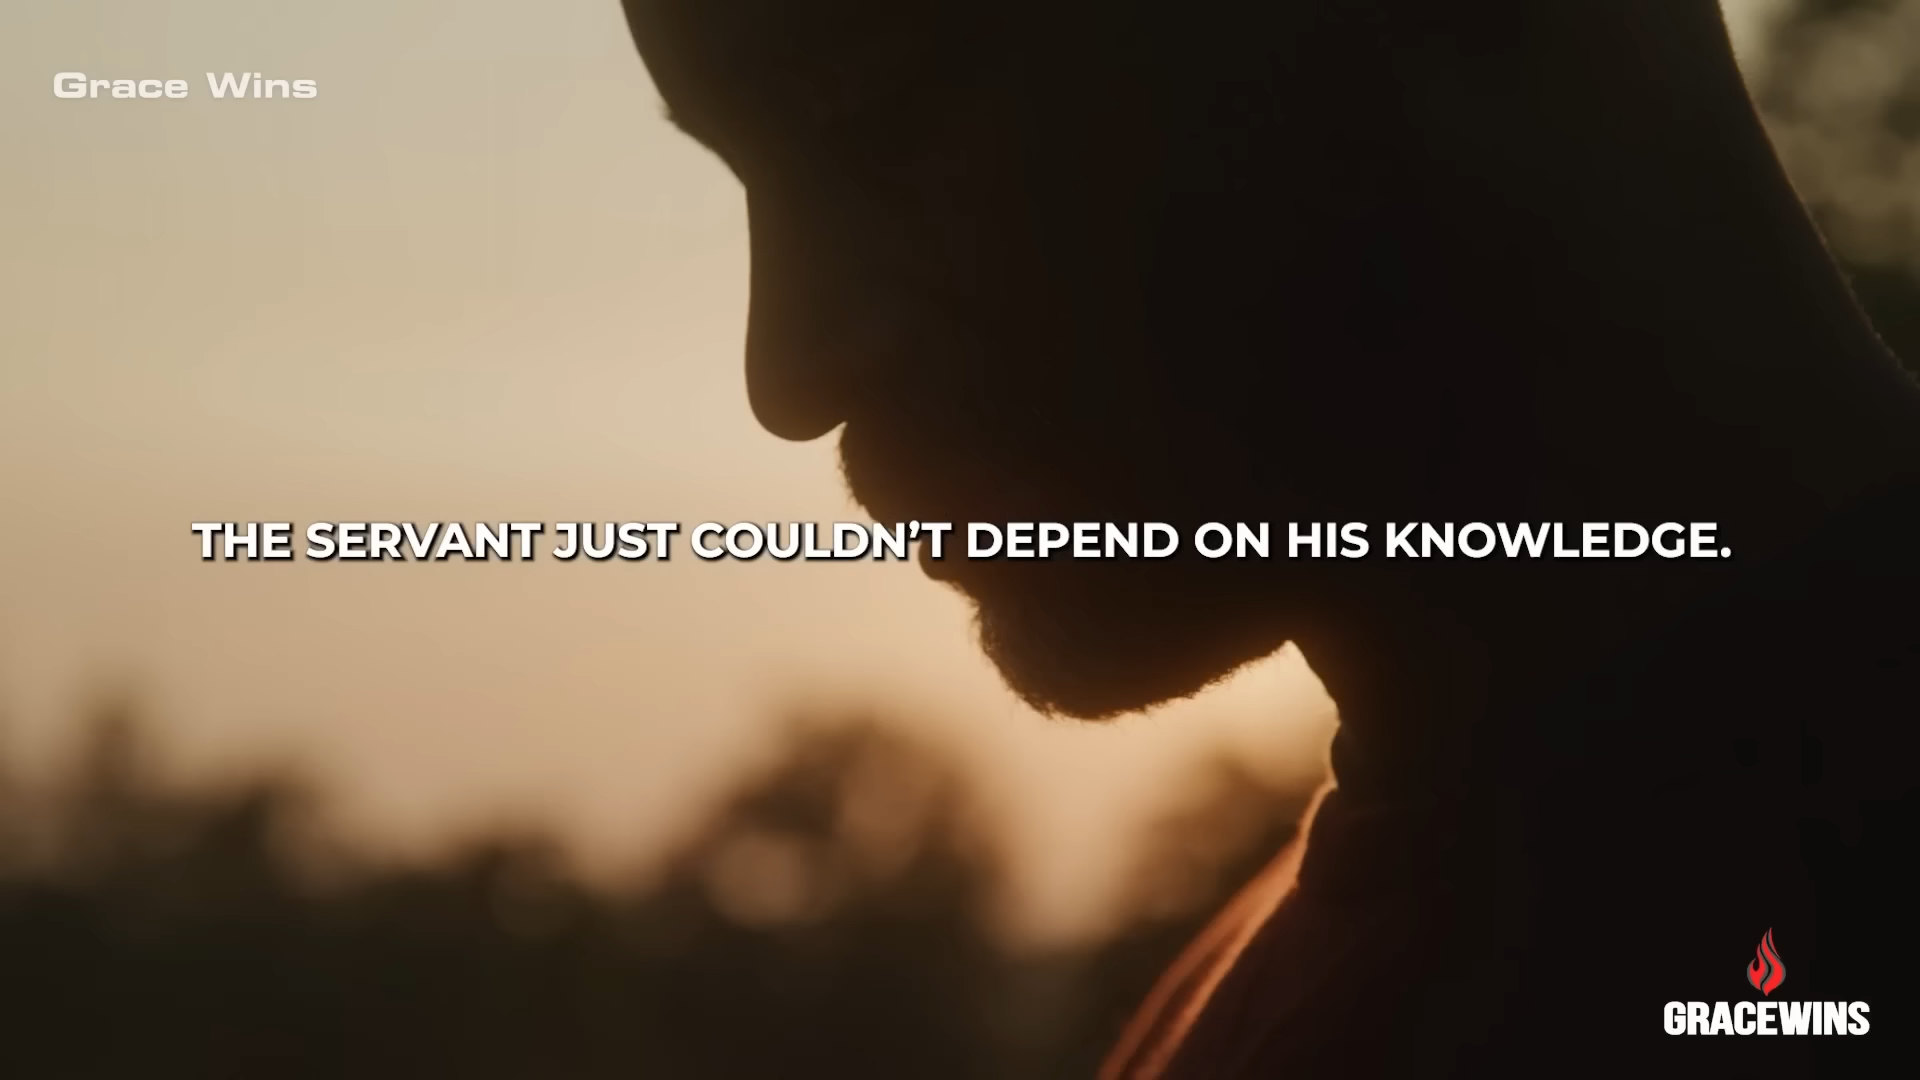 Grace Wins
THE SERVANT JUST COULDN’T DEPEND ON HIS KNOWLEDGE.
GRACEWINS